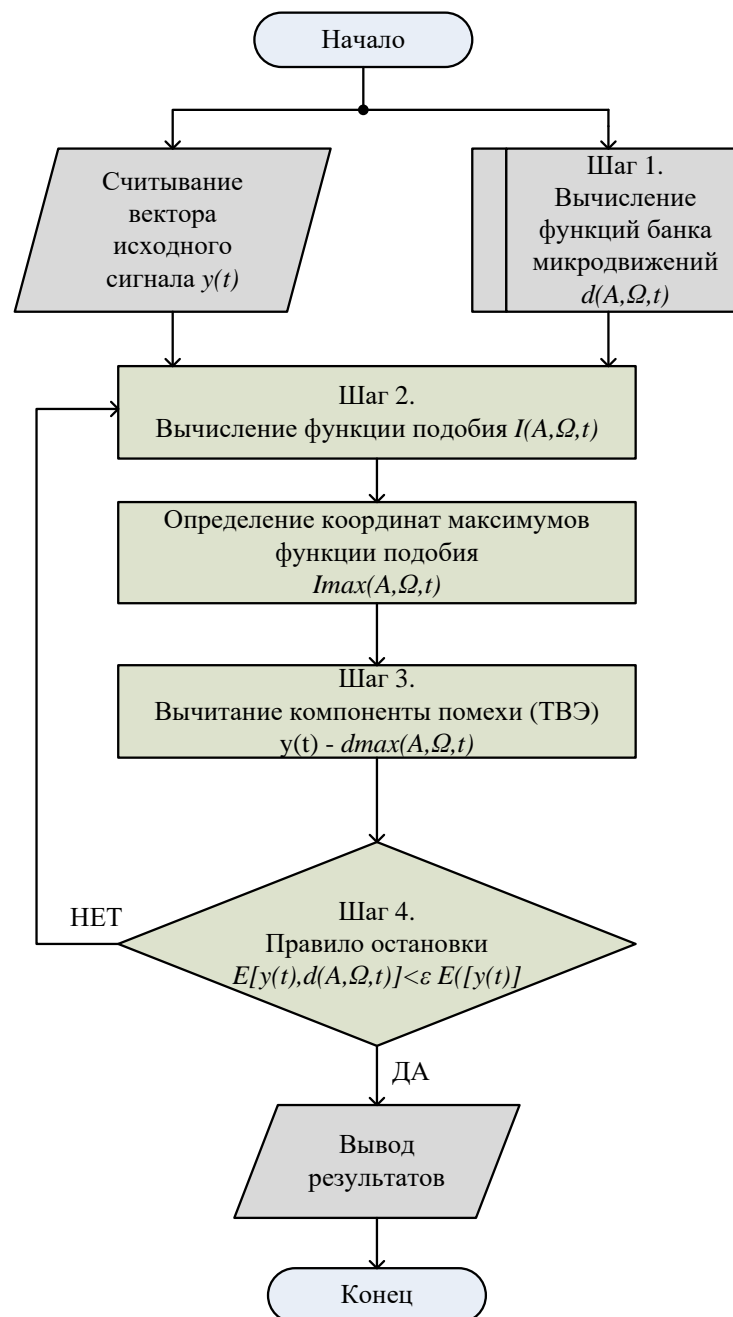 Начало
Считывание
вектора
исходного
сигнала y(t)
Шаг 1.
Вычисление
функций банка
микродвижений
d(A,Ω,t)
Шаг 2.
Вычисление функции подобия I(A,Ω,t)
Определение координат максимумов
функции подобия
Imax(A,Ω,t)
Шаг 3.
Вычитание компоненты помехи (ТВЭ)
y(t) - dmax(A,Ω,t)
НЕТ
Шаг 4.
Правило остановки
E[y(t),d(A,Ω,t)]<ε E([y(t)]
ДА
Вывод
результатов
Конец